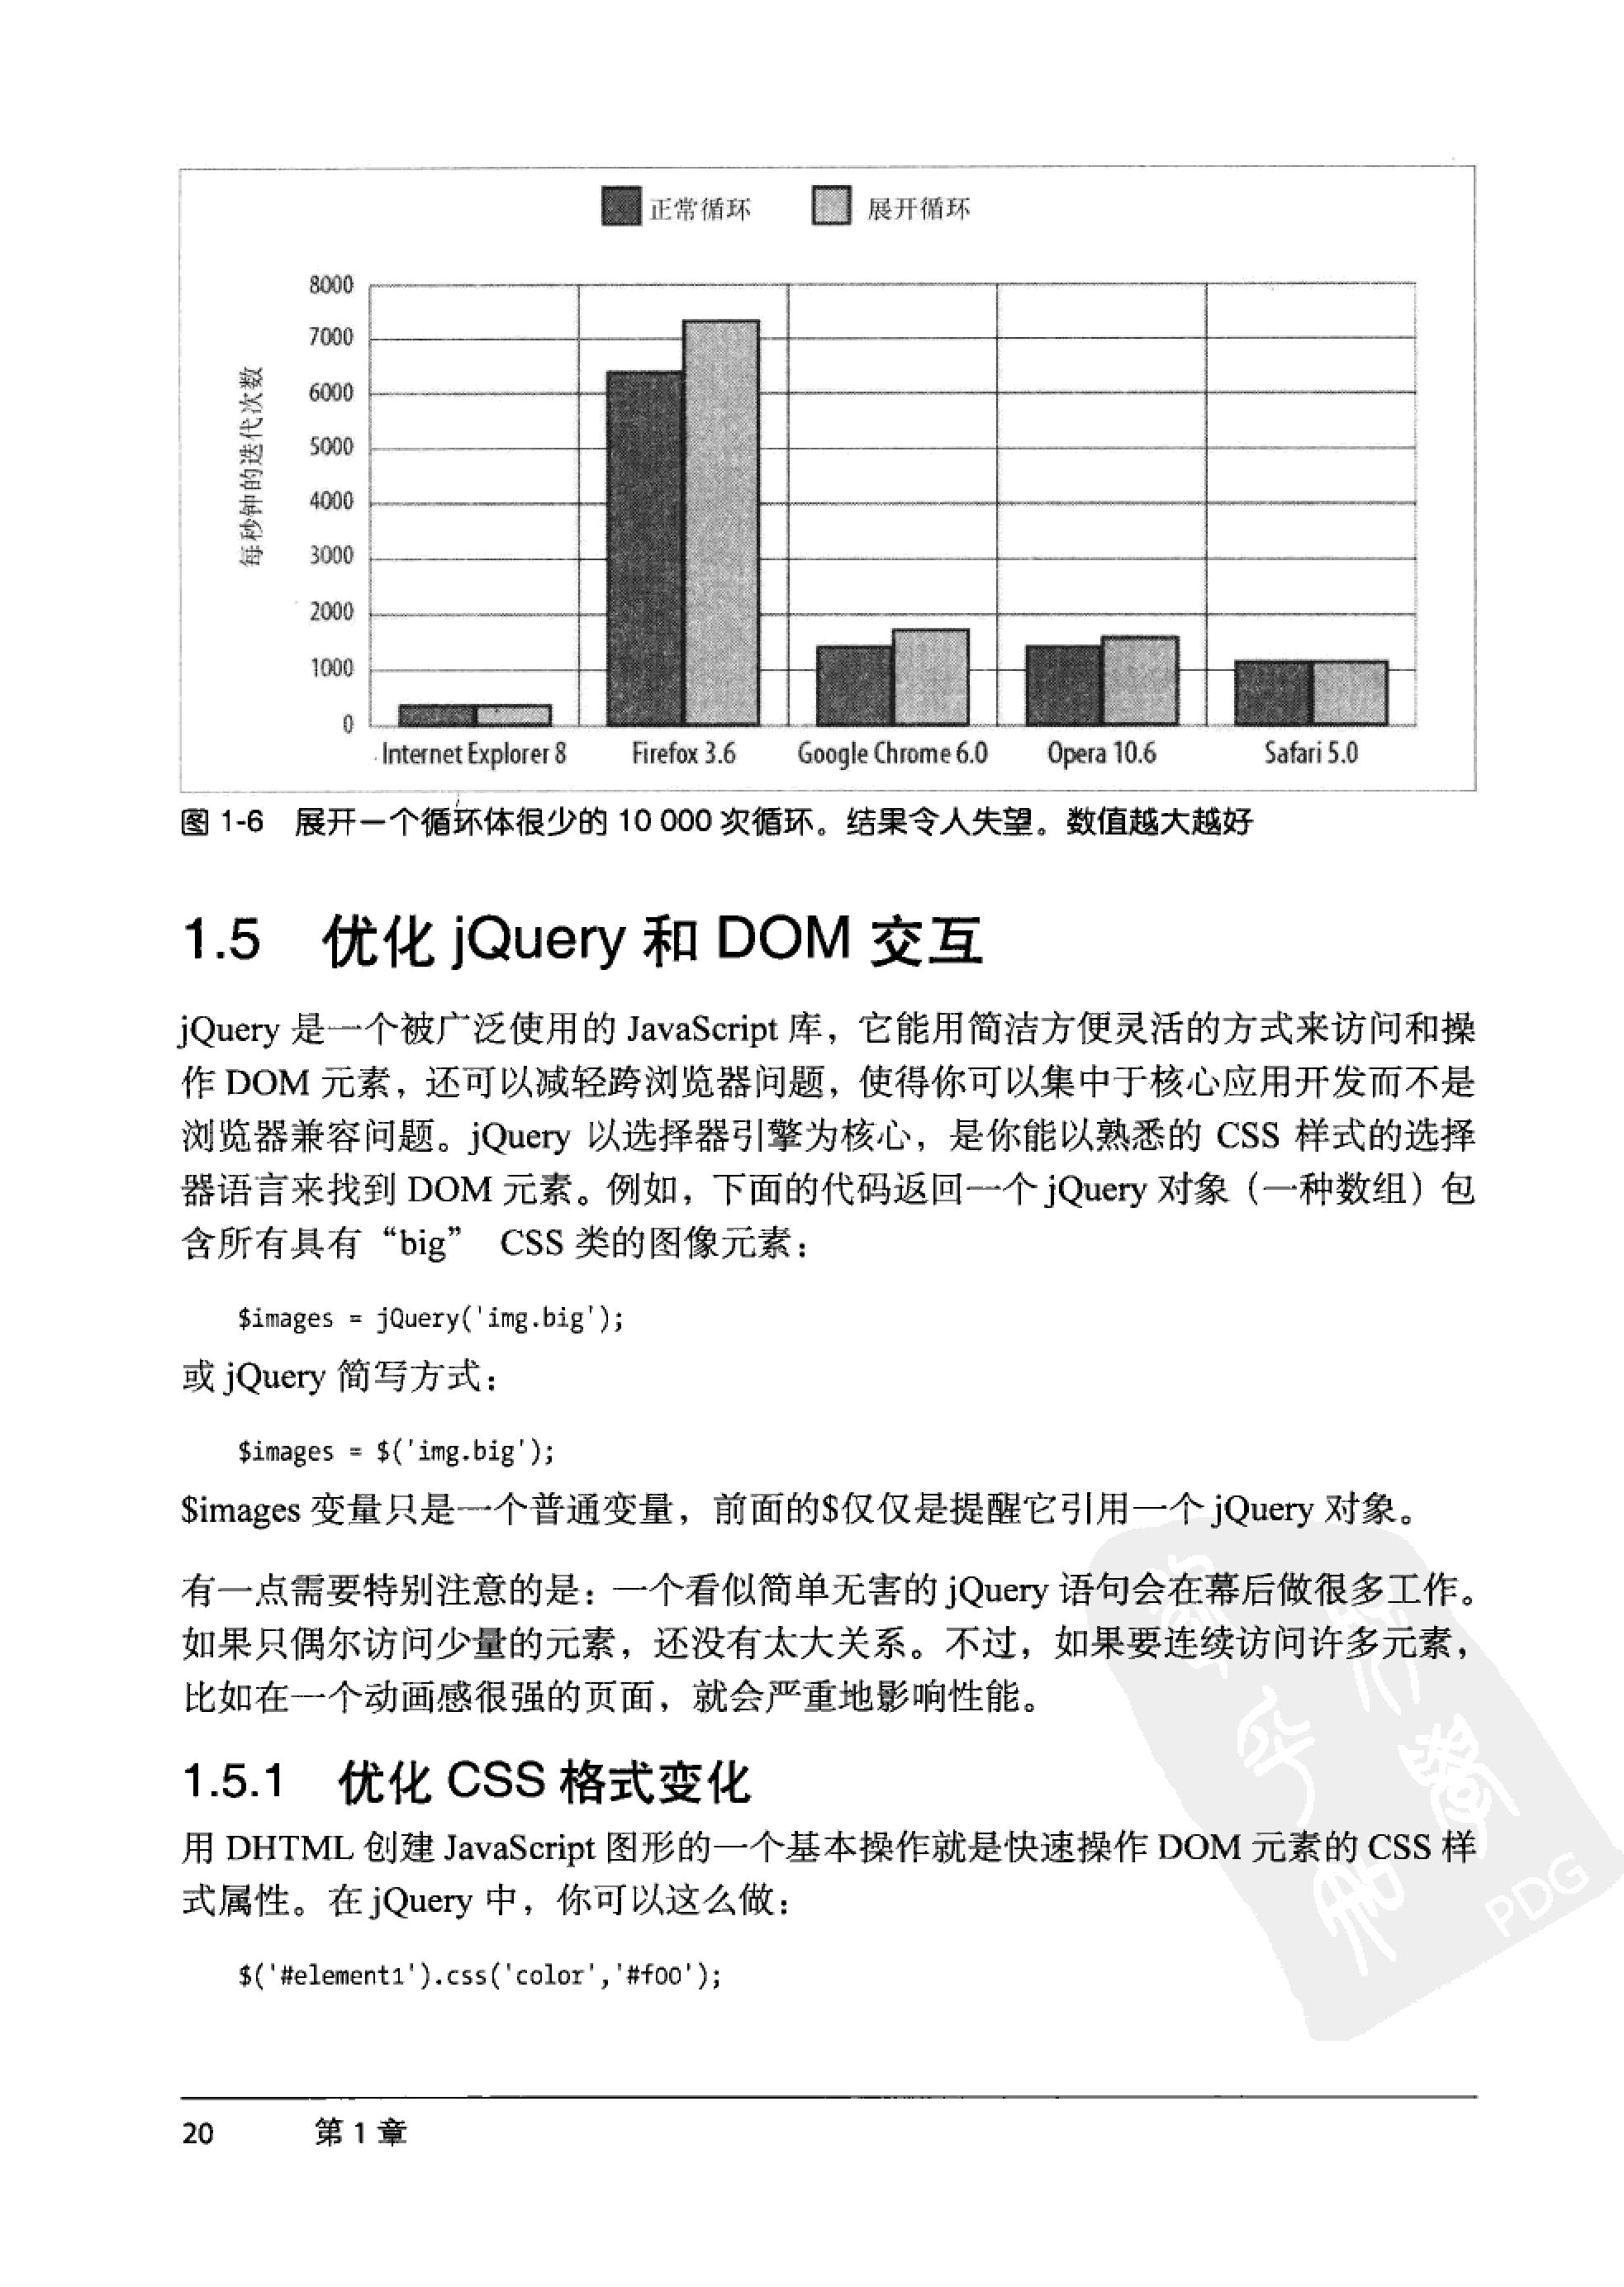 正常循环 展开循环
8000
7000
6000
5000
4000
3000
2000
1000
0
每秒钟的迭代次数
Internet Explorer 8 Firefox 3.6 Google Chrome 6.0 Opera 10.6 Safari 5.0
图 1-6 展开一个循环体很少的 10 000 次循环。结果令人失望。数值越大越好
1.5 优化 jQuery 和 DOM 交互
jQuery 是一个被广泛使用的 JavaScript 库，它能用简洁方便灵活的方式来访问和操
作 DOM 元素，还可以减轻跨浏览器问题，使得你可以集中于核心应用开发而不是
浏览器兼容问题。jQuery 以选择器引擎为核心，是你能以熟悉的 CSS 样式的选择
器语言来找到 DOM 元素。例如，下面的代码返回一个 jQuery 对象（一种数组）包
含所有具有“big” CSS 类的图像元素：
$images = jQuery('img.big');
或 jQuery 简写方式：
$images = $('img.big');
$images 变量只是一个普通变量，前面的$仅仅是提醒它引用一个 jQuery 对象。
有一点需要特别注意的是：一个看似简单无害的 jQuery 语句会在幕后做很多工作。
如果只偶尔访问少量的元素，还没有太大关系。不过，如果要连续访问许多元素，
比如在一个动画感很强的页面，就会严重地影响性能。
1.5.1 优化 CSS 格式变化
用 DHTML 创建 JavaScript 图形的一个基本操作就是快速操作 DOM 元素的 CSS 样
式属性。在 jQuery 中，你可以这么做：
$('#element1').css('color','#f00');
PDG
20 第 1 章